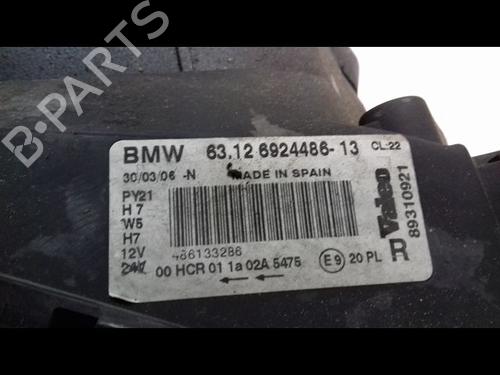 BMW 63.12 6924486-13 CL:22
30/03/06 -N MADE IN SPAIN
PY21
H7
W5
H7
12V 486133286
24W 00 HCR 01 1a 02A 5475
E9 20 PL
Valeo
89310921
R
B-PARTS